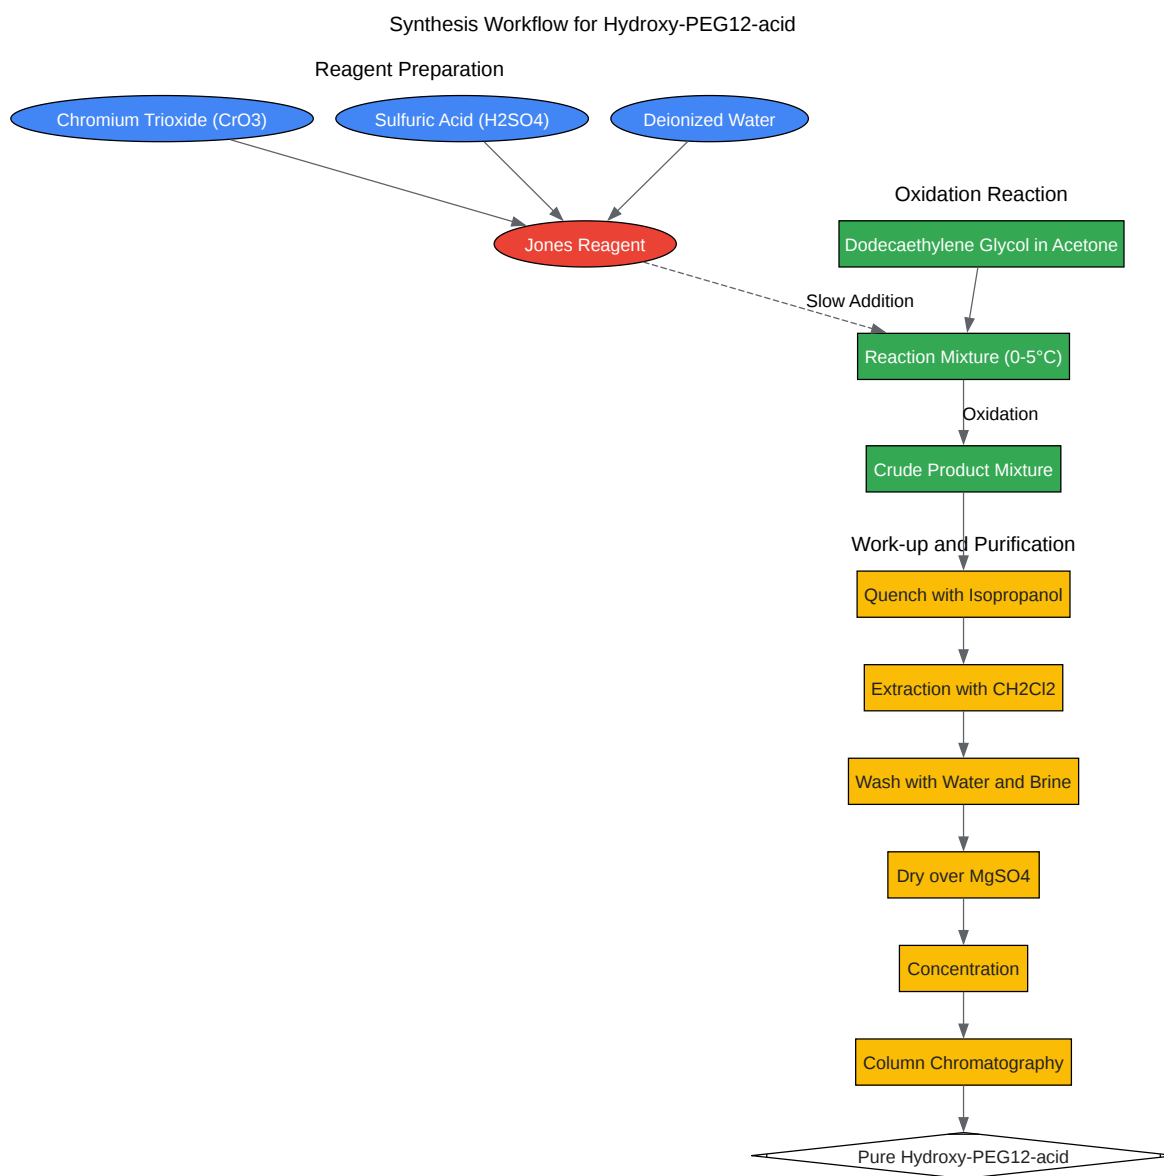 Synthesis Workflow for Hydroxy-PEG12-acid
Reagent Preparation
Chromium Trioxide (CrO3)
Sulfuric Acid (H2SO4)
Deionized Water
Oxidation Reaction
Jones Reagent
Dodecaethylene Glycol in Acetone
Slow Addition
Reaction Mixture (0-5°C)
Oxidation
Crude Product Mixture
Work-up and Purification
Quench with Isopropanol
Extraction with CH2Cl2
Wash with Water and Brine
Dry over MgSO4
Concentration
Column Chromatography
Pure Hydroxy-PEG12-acid